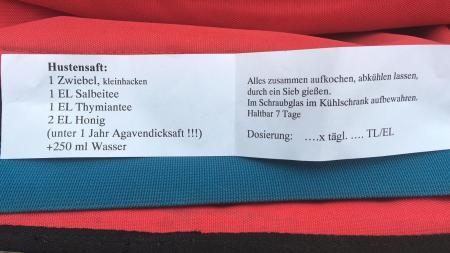 Hustensaft:
1 Zwiebel, kleinhacken
1 EL Salbeitee
1 EL Thymiantee
2 EL Honig
(unter 1 Jahr Agavendicksaft !!!)
+250 ml Wasser
Alles zusammen aufkochen, abkühlen lassen,
durch ein Sieb gießen.
Im Schraubglas im Kühlschrank aufbewahren.
Haltbar 7 Tage
Dosierung: ….x tägl. …. TL/EL